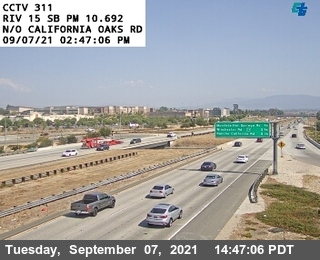 CCTV 311
RIV 15 SB PM 10.692
N/O CALIFORNIA OAKS RD
09/07/21 02:47:06 PM
Tuesday, September 07, 2021 14:47:06 PDT